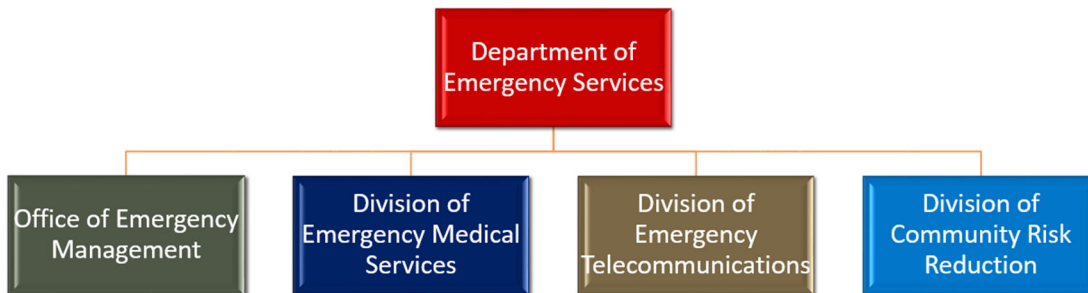 Department of
Emergency Services
Office of Emergency
Management
Division of
Emergency Medical
Services
Division of
Emergency
Telecommunications
Division of
Community Risk
Reduction